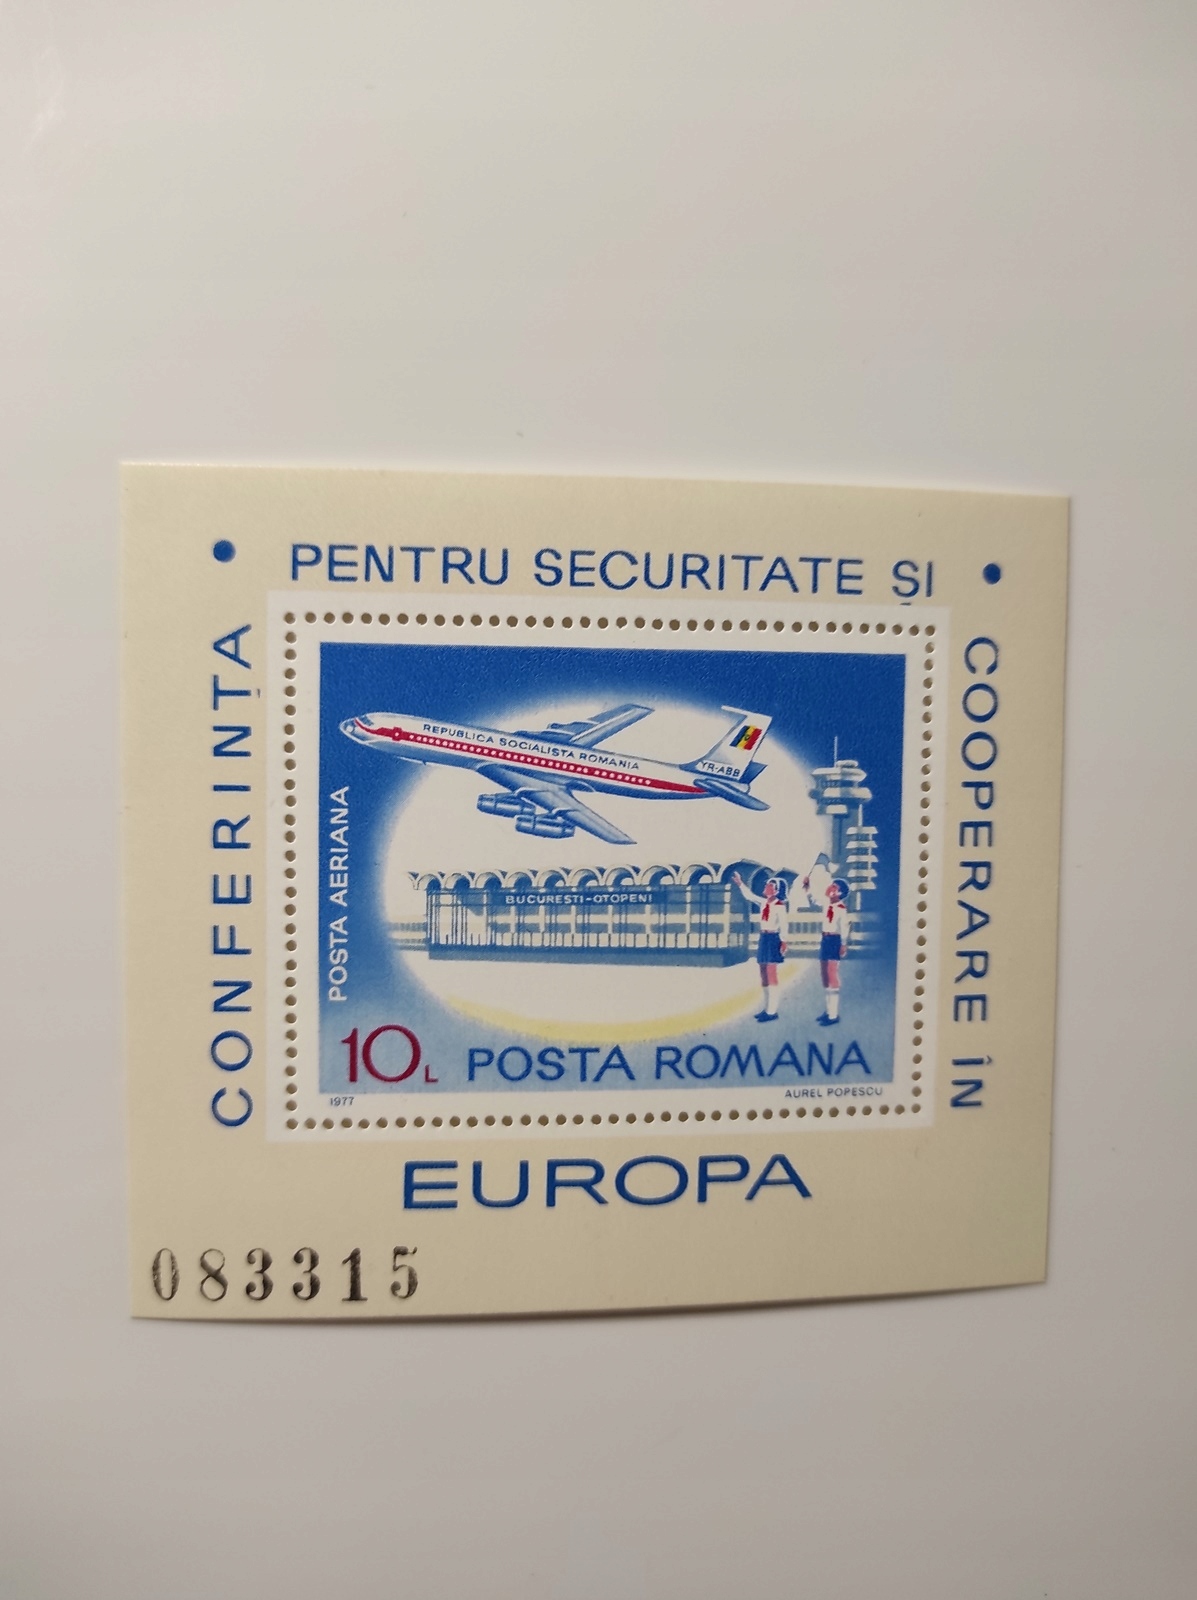 CONFERINȚA
• PENTRU SECURITATE ȘI •
COOPERARE ÎN
EUROPA
REPUBLICA SOCIALISTA ROMANIA
YR-ABB
POSTA AERIANA
BUCURESTI-OTOPENI
10L POSTA ROMANA
1977
AUREL POPESCU
083315